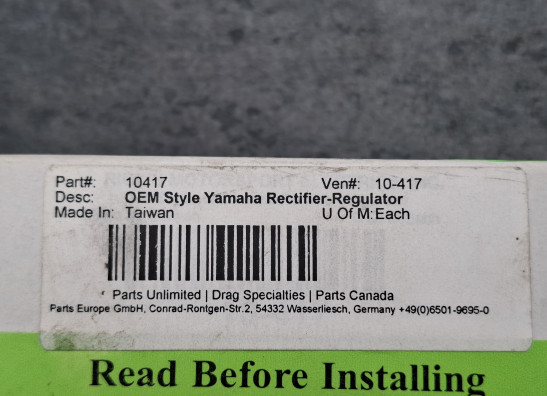 Part#: 10417 Ven#: 10-417
Desc: OEM Style Yamaha Rectifier-Regulator
Made In: Taiwan U Of M:Each
Parts Unlimited | Drag Specialties | Parts Canada
Parts Europe GmbH, Conrad-Rontgen-Str.2, 54332 Wasserliesch, Germany +49(0)6501-9695-0
Read Before Installing